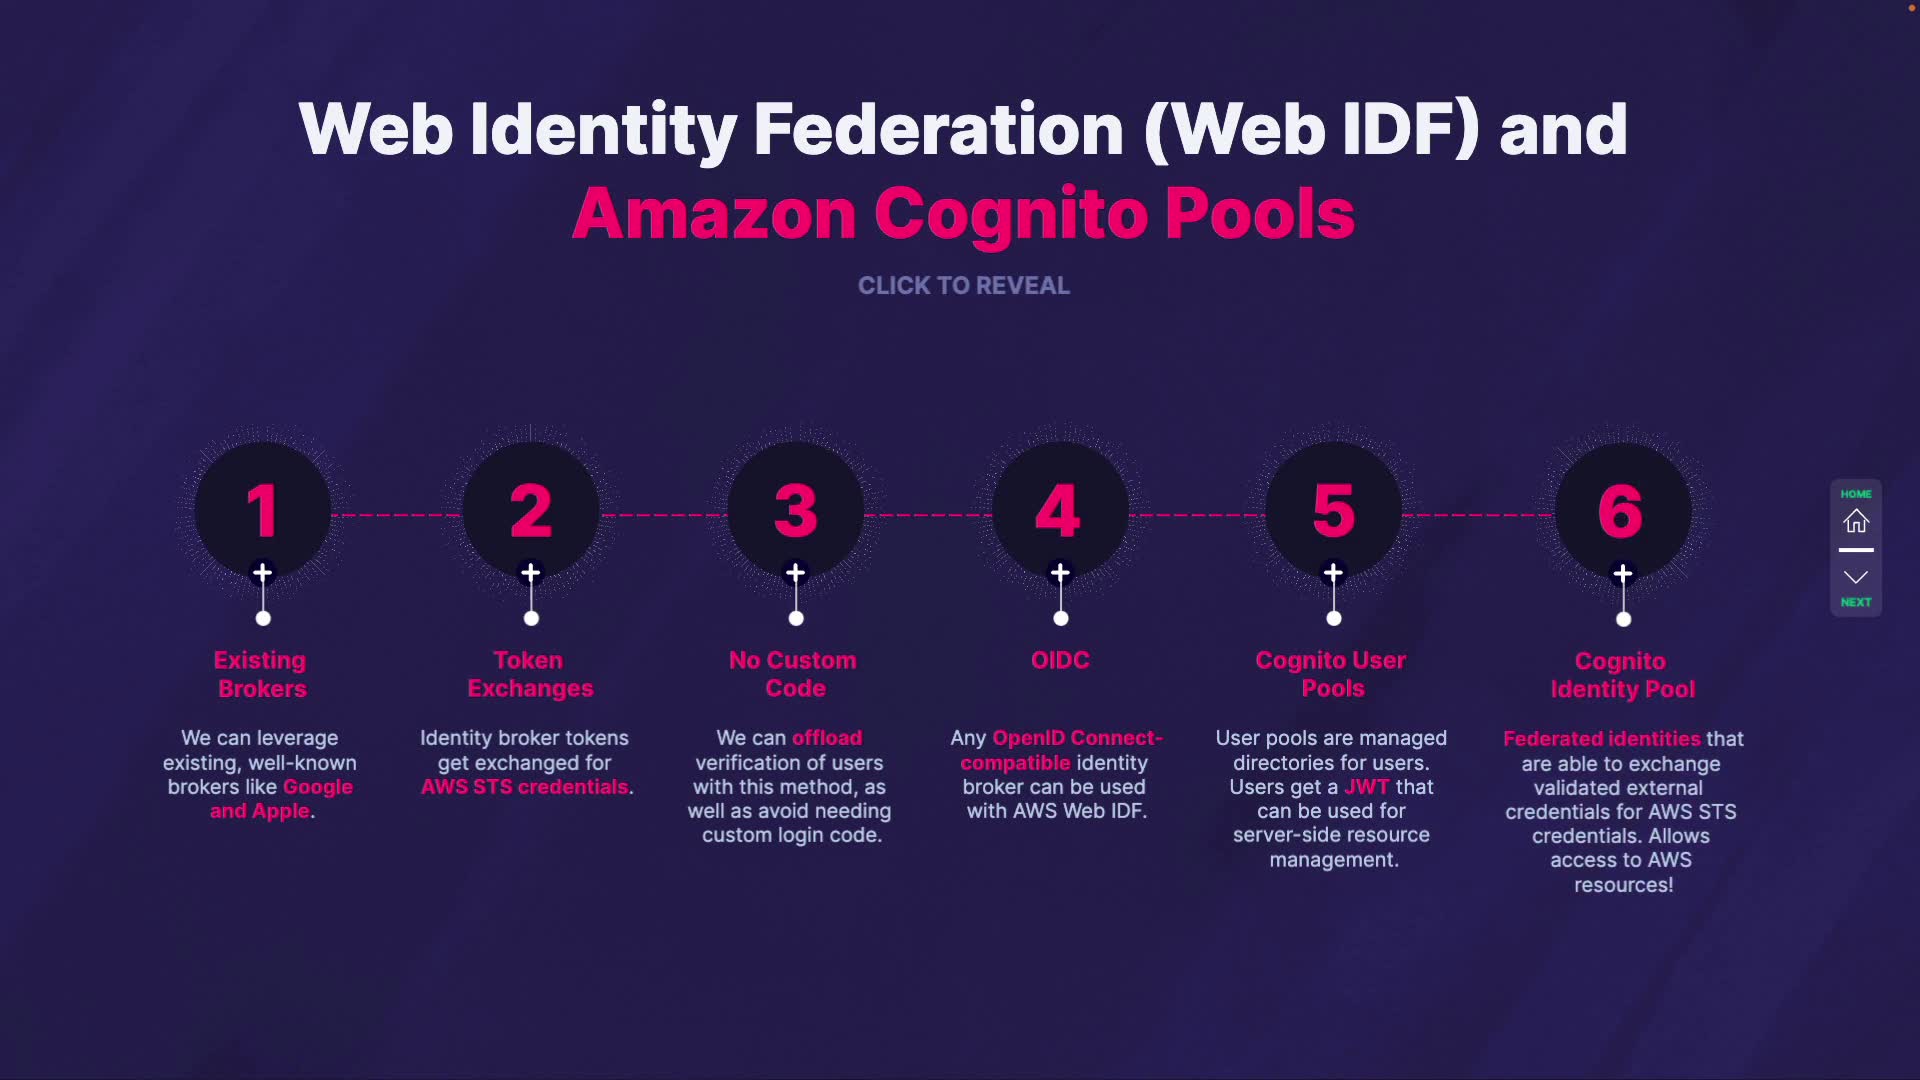 Web Identity Federation (Web IDF) and
Amazon Cognito Pools
CLICK TO REVEAL
1
2
3
4
5
6
Existing
Brokers
We can leverage
existing, well-known
brokers like Google
and Apple.
Token
Exchanges
Identity broker tokens
get exchanged for
AWS STS credentials.
No Custom
Code
We can offload
verification of users
with this method, as
well as avoid needing
custom login code.
OIDC
Any OpenID Connect-
compatible identity
broker can be used
with AWS Web IDF.
Cognito User
Pools
User pools are managed
directories for users.
Users get a JWT that
can be used for
server-side resource
management.
Cognito
Identity Pool
Federated identities that
are able to exchange
validated external
credentials for AWS STS
credentials. Allows
access to AWS
resources!
HOME
NEXT